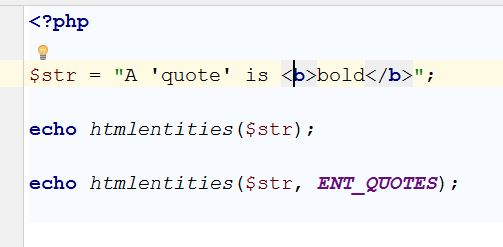 <?php
$str = "A 'quote' is <b>bold</b>";
echo htmlentities($str);
echo htmlentities($str, ENT_QUOTES);